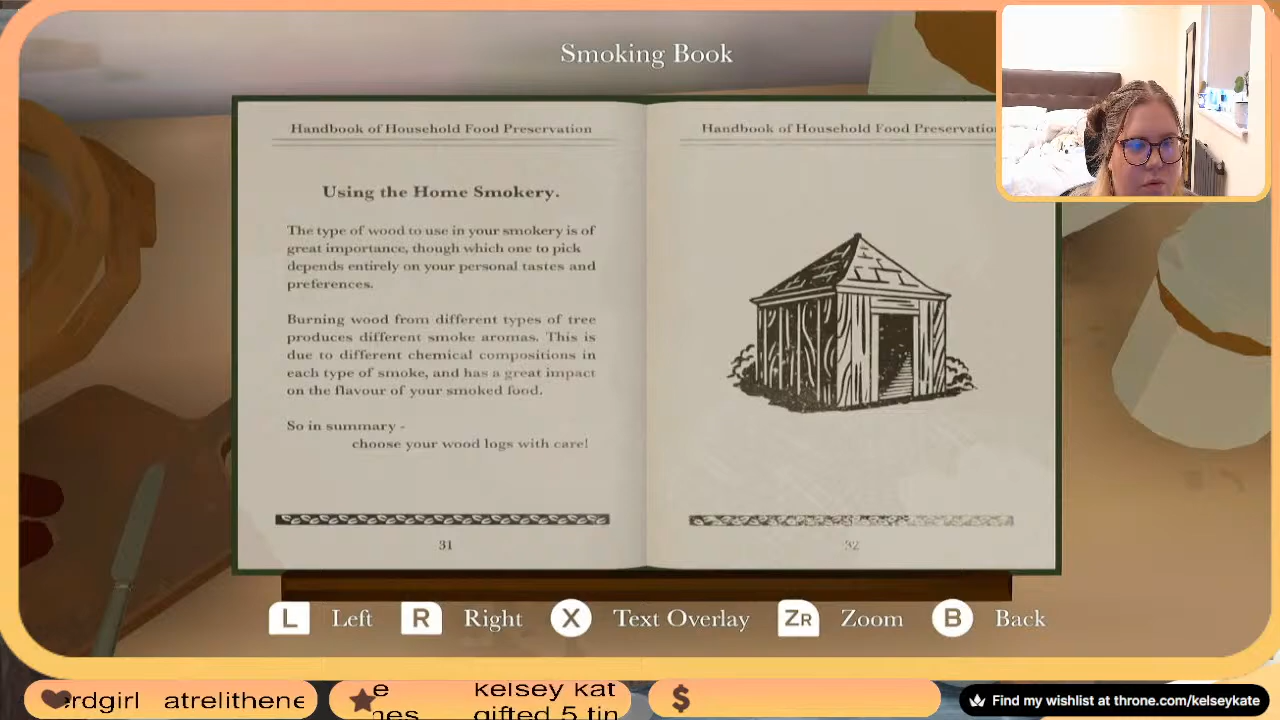 Smoking Book
Handbook of Household Food Preservation
Using the Home Smokery.
The type of wood to use in your smokery is of
great importance, though which one to pick
depends entirely on your personal tastes and
preferences.
Burning wood from different types of tree
produces different smoke aromas. This is
due to different chemical compositions in
each type of smoke, and has a great impact
on the flavour of your smoked food.
So in summary -
choose your wood logs with care!
31
Handbook of Household Food Preservation
32
L Left R Right X Text Overlay ZR Zoom B Back
erdgirl atrelithene
kelsey kat
gifted 5 tin
$
Find my wishlist at throne.com/kelseykate